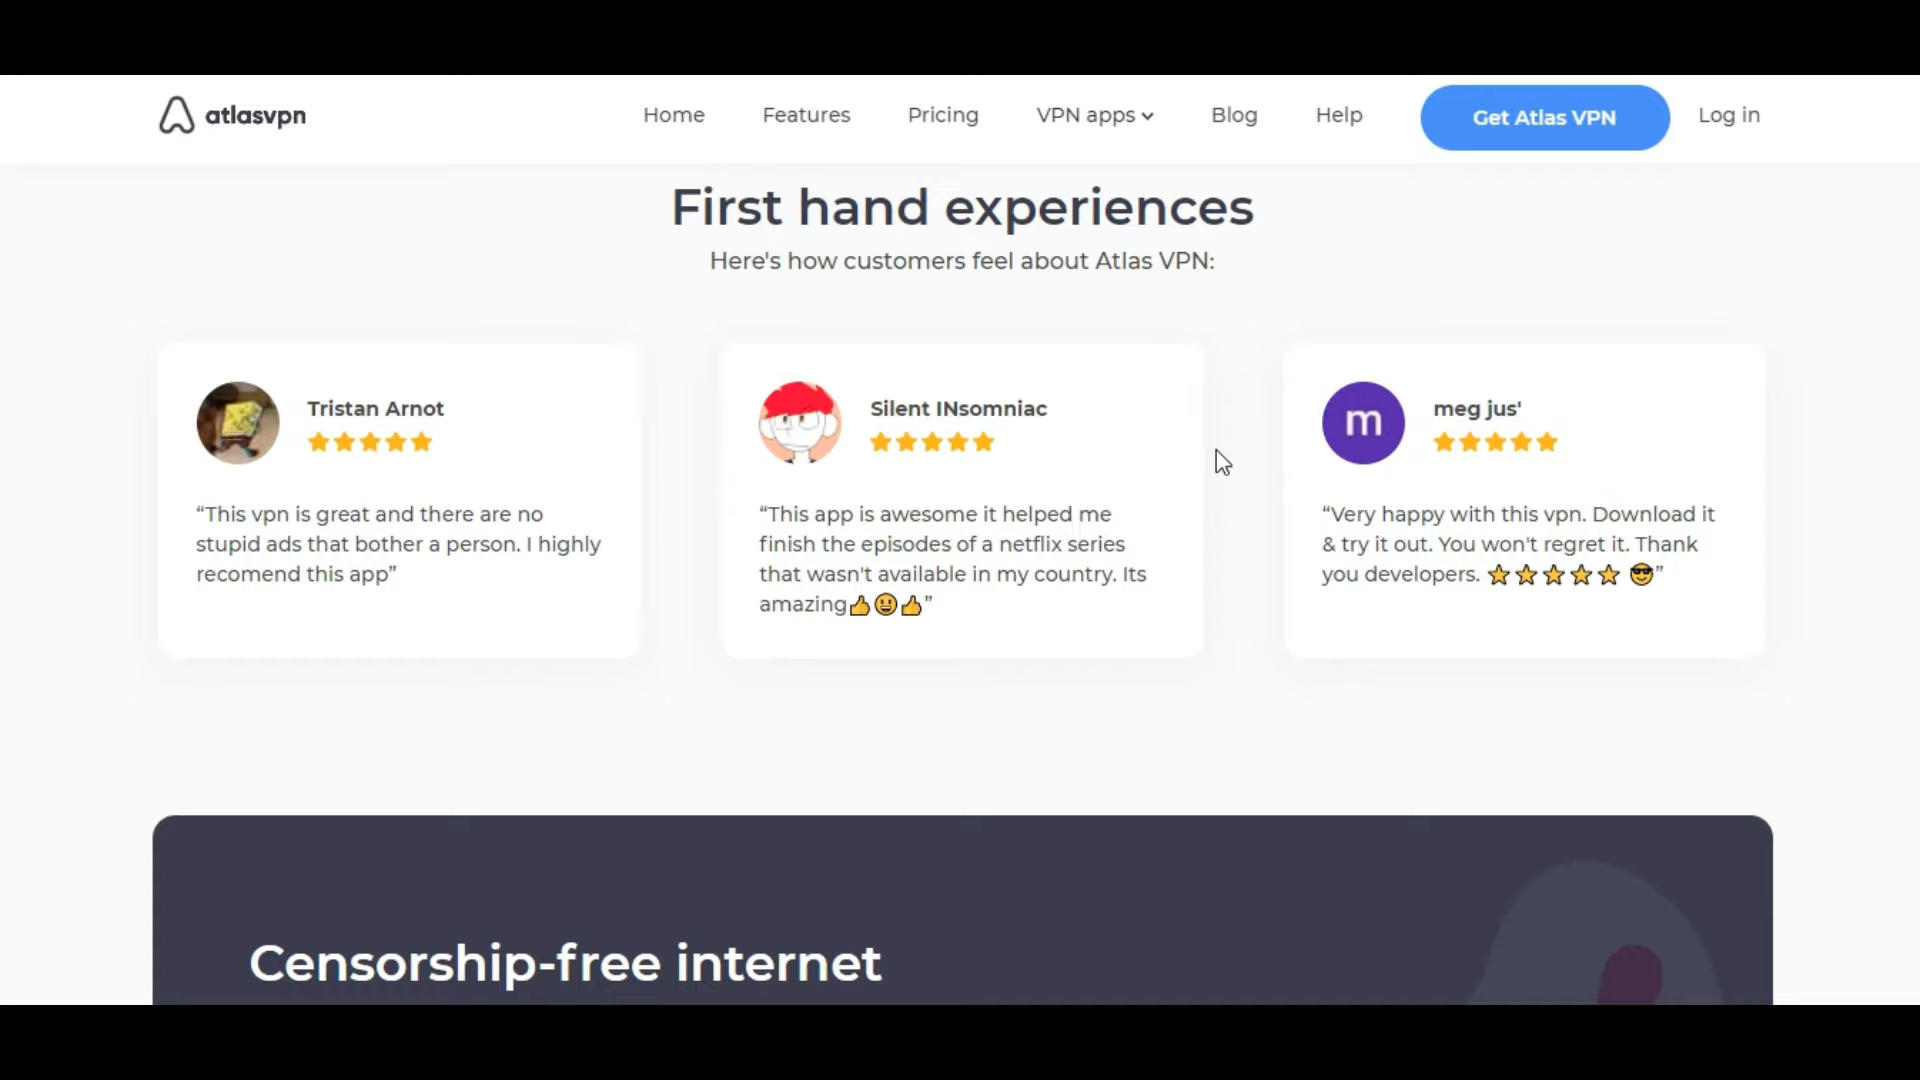 atlasvpn
Home Features Pricing VPN apps Blog Help Get Atlas VPN Log in
First hand experiences
Here's how customers feel about Atlas VPN:
Tristan Arnot
“This vpn is great and there are no
stupid ads that bother a person. I highly
recomend this app”
Silent INsomniac
“This app is awesome it helped me
finish the episodes of a netflix series
that wasn't available in my country. Its
amazing👍😃👍”
m
meg jus'
“Very happy with this vpn. Download it
& try it out. You won't regret it. Thank
you developers. ⭐⭐⭐⭐⭐ 😎”
Censorship-free internet